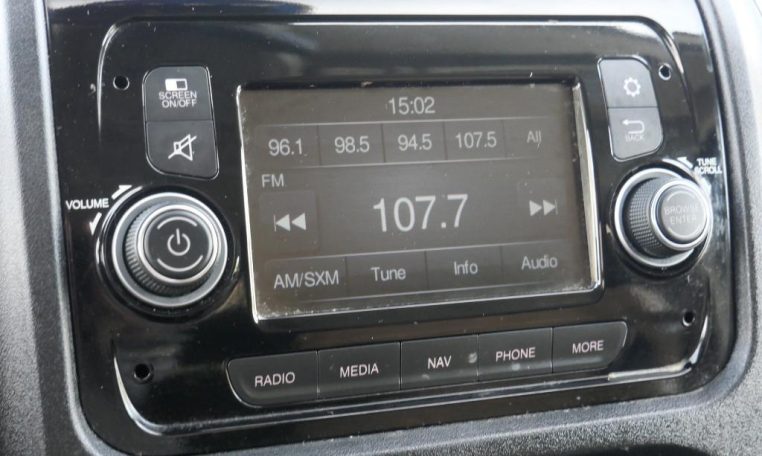 15:02
SCREEN
ON/OFF
96.1 98.5 94.5 107.5 All
BACK
FM
TUNE
SCROLL
VOLUME
107.7
BROWSE
ENTER
AM/SXM Tune Info Audio
RADIO MEDIA NAV PHONE MORE